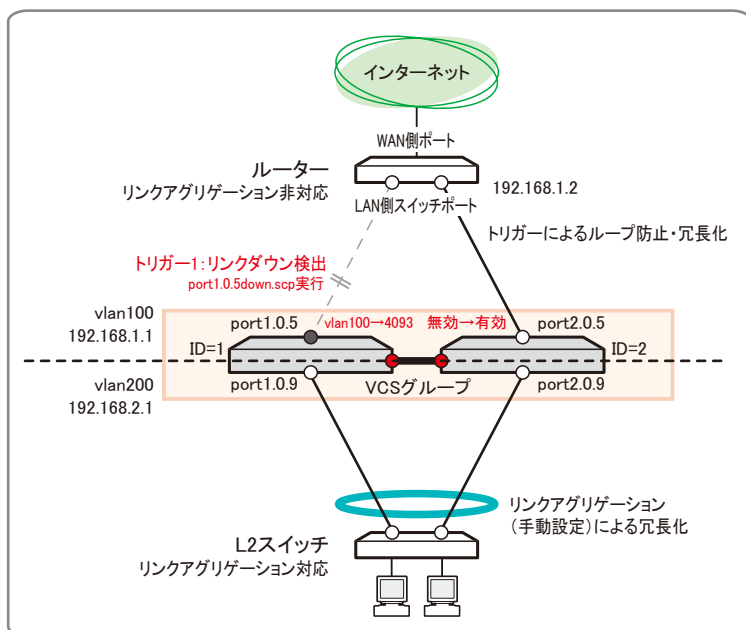 インターネット
WAN側ポート
ルーター
リンクアグリゲーション非対応
192.168.1.2
LAN側スイッチポート
トリガーによるループ防止・冗長化
トリガー1:リンクダウン検出
port1.0.5down.scp実行
vlan100
192.168.1.1
port1.0.5
vlan100→4093 無効→有効
port2.0.5
ID=1
ID=2
vlan200
192.168.2.1
port1.0.9
VCSグループ
port2.0.9
リンクアグリゲーション
(手動設定)による冗長化
L2スイッチ
リンクアグリゲーション対応